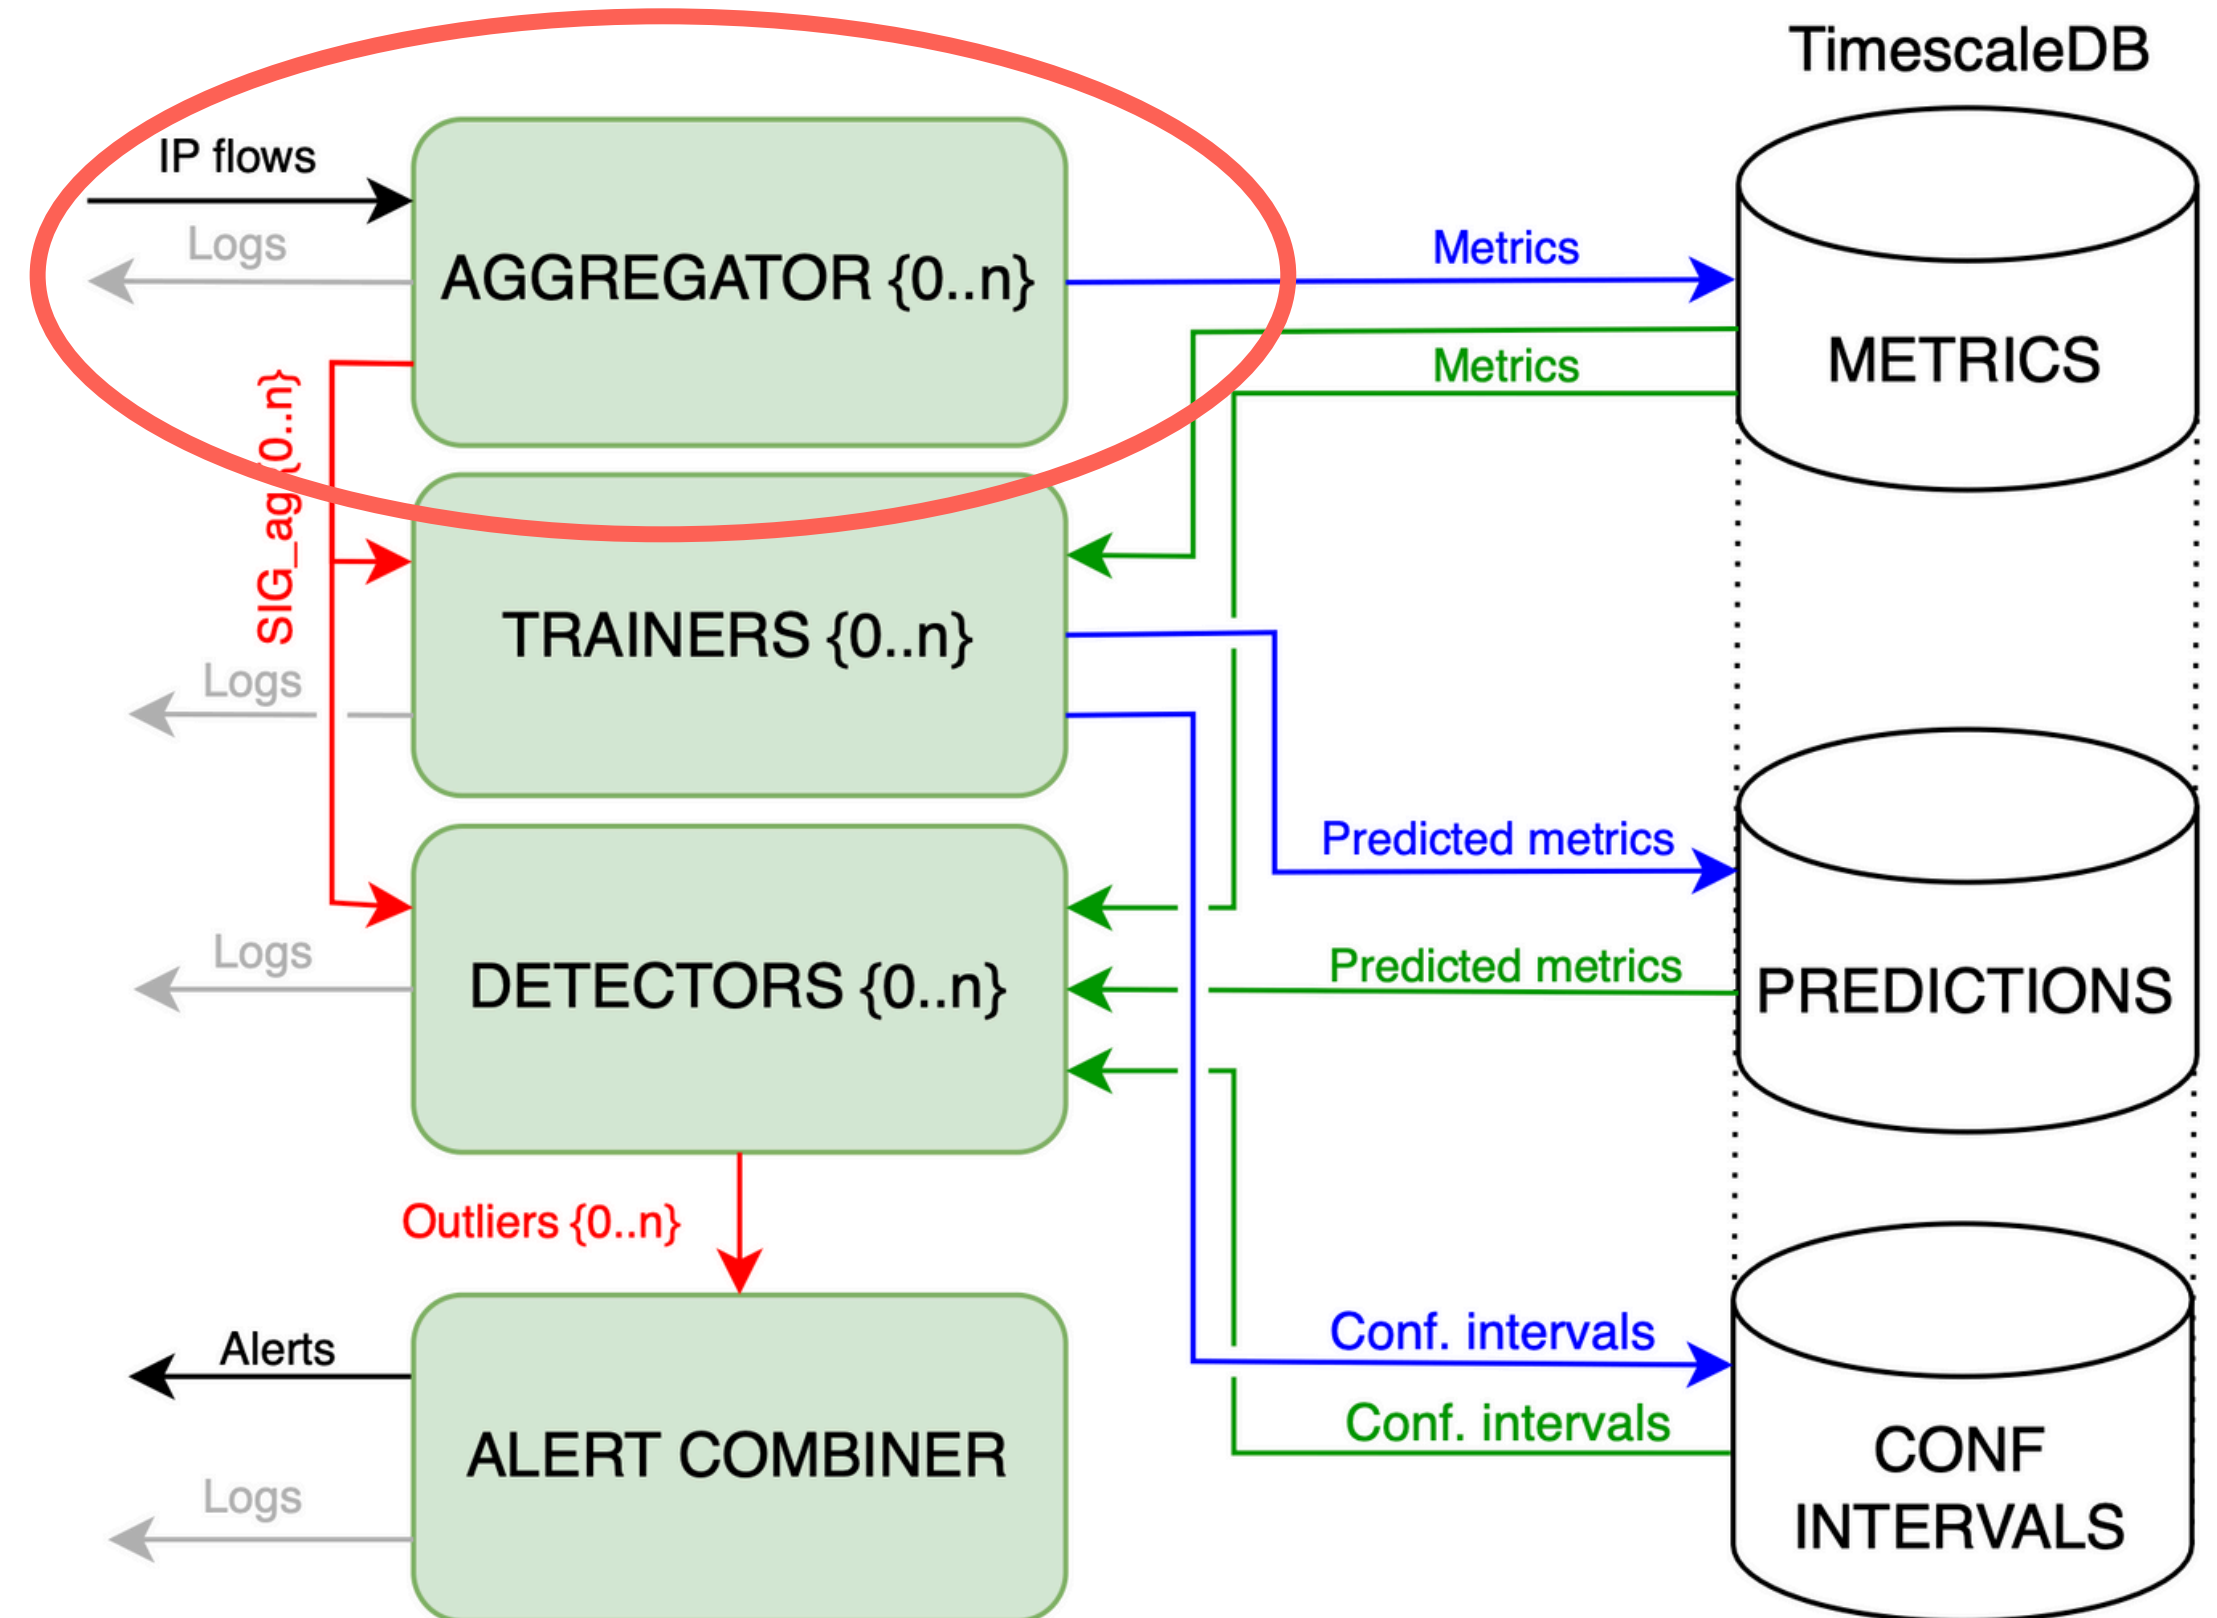 TimescaleDB
IP flows
Logs
AGGREGATOR {0..n}
Metrics
Metrics
METRICS
SIG_ag{0..n}
TRAINERS {0..n}
Logs
Predicted metrics
Logs
DETECTORS {0..n}
Predicted metrics
PREDICTIONS
Outliers {0..n}
Alerts
Conf. intervals
ALERT COMBINER
Conf. intervals
CONF
INTERVALS
Logs